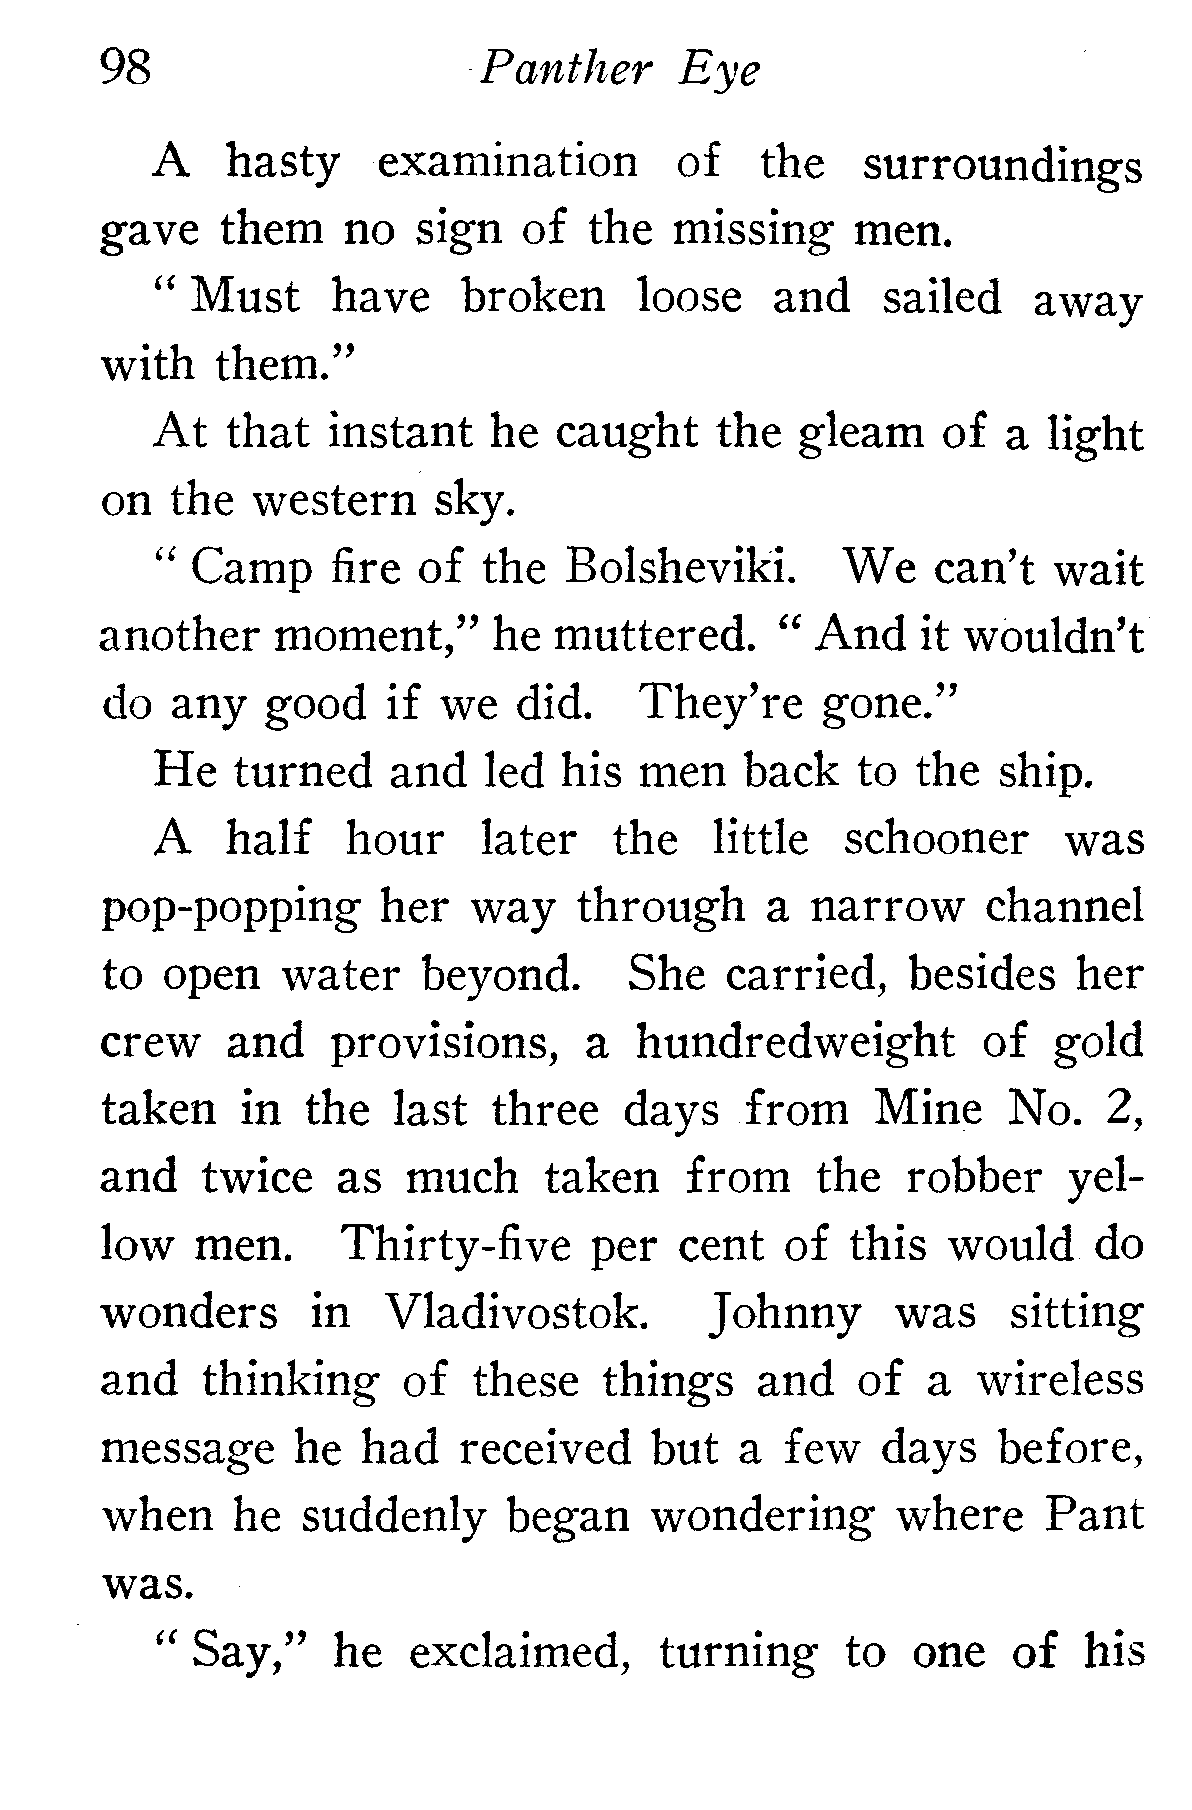 98 Panther Eye
A hasty examination of the surroundings
gave them no sign of the missing men.
“ Must have broken loose and sailed away
with them.”
At that instant he caught the gleam of a light
on the western sky.
“ Camp fire of the Bolsheviki. We can’t wait
another moment,” he muttered. “ And it wouldn’t
do any good if we did. They’re gone.”
He turned and led his men back to the ship.
A half hour later the little schooner was
pop-popping her way through a narrow channel
to open water beyond. She carried, besides her
crew and provisions, a hundredweight of gold
taken in the last three days from Mine No. 2,
and twice as much taken from the robber yel-
low men. Thirty-five per cent of this would do
wonders in Vladivostok. Johnny was sitting
and thinking of these things and of a wireless
message he had received but a few days before,
when he suddenly began wondering where Pant
was.
“ Say,” he exclaimed, turning to one of his